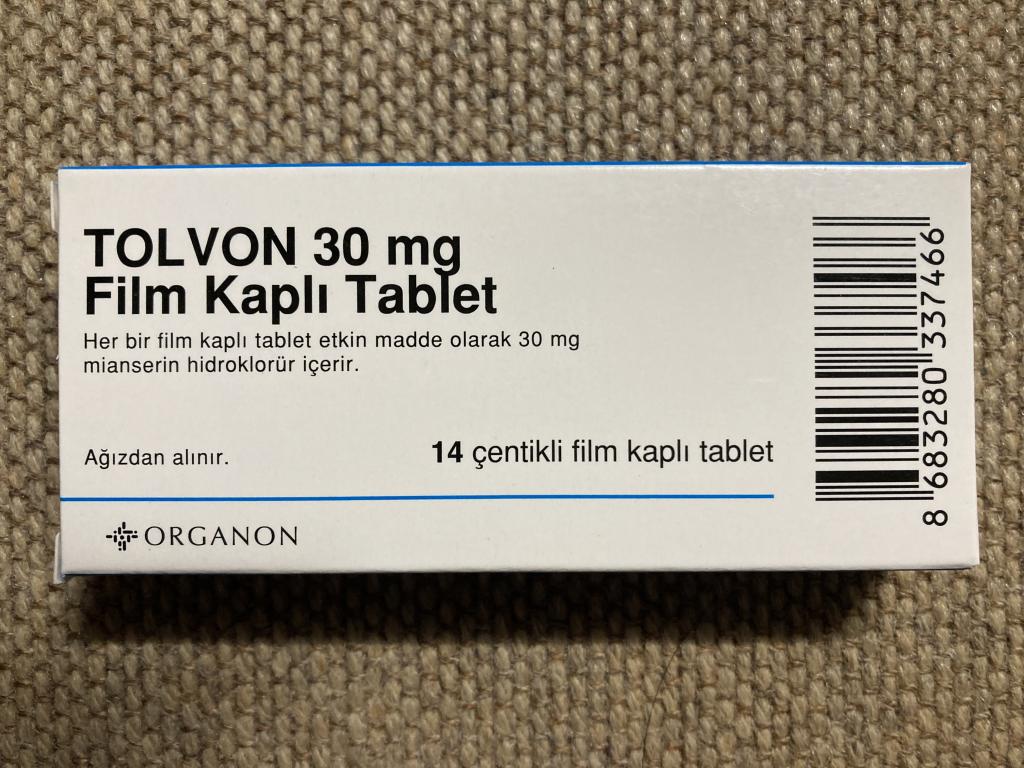 TOLVON 30 mg
Film Kaplı Tablet
Her bir film kaplı tablet etkin madde olarak 30 mg
mianserin hidroklorür içerir.
Ağızdan alınır.
14 çentikli film kaplı tablet
ORGANON
8 683280 337466